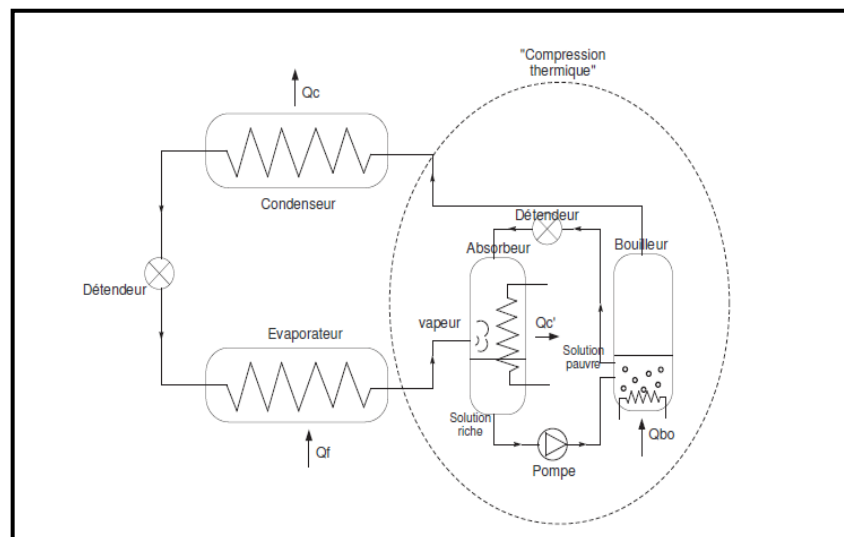 "Compression
thermique"
Qc
Condenseur
Détendeur
Absorbeur
Bouilleur
Détendeur
Evaporateur
vapeur
Qc'
Solution
pauvre
Solution
riche
Qbo
Qf
Pompe